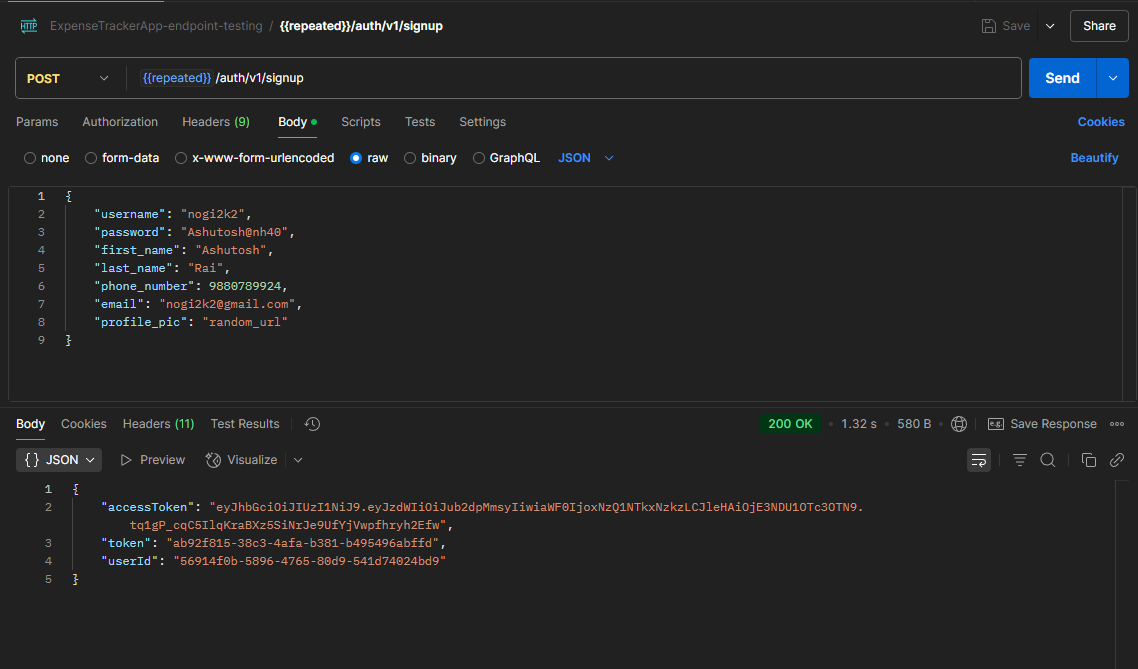 HTTP ExpenseTrackerApp-endpoint-testing / {{repeated}}/auth/v1/signup Save Share
POST {{repeated}} /auth/v1/signup Send
Params Authorization Headers (9) Body Scripts Tests Settings Cookies
none form-data x-www-form-urlencoded raw binary GraphQL JSON Beautify
1 {
2 "username": "nogi2k2",
3 "password": "Ashutosh@nh40",
4 "first_name": "Ashutosh",
5 "last_name": "Rai",
6 "phone_number": 9880789924,
7 "email": "nogi2k2@gmail.com",
8 "profile_pic": "random_url"
9 }
Body Cookies Headers (11) Test Results 200 OK • 1.32 s • 580 B • e.g. Save Response
{} JSON Preview Visualize
1 {
2 "accessToken": "eyJhbGciOiJIUzI1NiJ9.eyJzdWIiOiJub2dpMmsyIiwiaWF0IjoxNzQ1NTkxNzkzLCJleHAiOjE3NDU1OTc3OTN9.
tq1gP_cqC5IlqKraBXz5SiNrJe9UfYjVwpfhryh2Efw",
3 "token": "ab92f815-38c3-4afa-b381-b495496abffd",
4 "userId": "56914f0b-5896-4765-80d9-541d74024bd9"
5 }